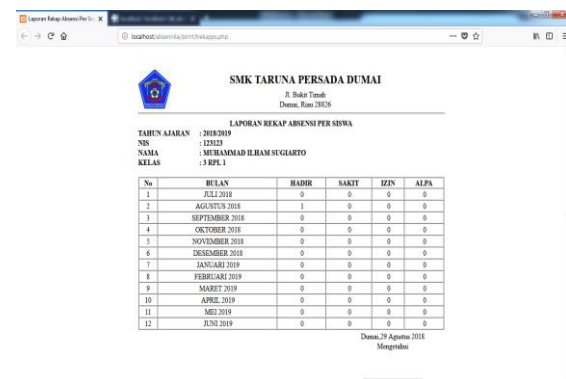 Laporan Rekap Absensi Per Si
localhost/absensilai/print/rekapps.php
SMK TARUNA PERSADA DUMAI
Jl. Bukit Timah
Dumai, Riau 28826
LAPORAN REKAP ABSENSI PER SISWA
TAHUN AJARAN : 2018/2019
NIS : 123123
NAMA : MUHAMMAD ILHAM SUGIARTO
KELAS : 3 RPL 1
No BULAN HADIR SAKIT IZIN ALPA
1 JULI 2018 0 0 0 0
2 AGUSTUS 2018 1 0 0 0
3 SEPTEMBER 2018 0 0 0 0
4 OKTOBER 2018 0 0 0 0
5 NOVEMBER 2018 0 0 0 0
6 DESEMBER 2018 0 0 0 0
7 JANUARI 2019 0 0 0 0
8 FEBRUARI 2019 0 0 0 0
9 MARET 2019 0 0 0 0
10 APRIL 2019 0 0 0 0
11 MEI 2019 0 0 0 0
12 JUNI 2019 0 0 0 0
Dumai,29 Agustus 2018
Mengetahui